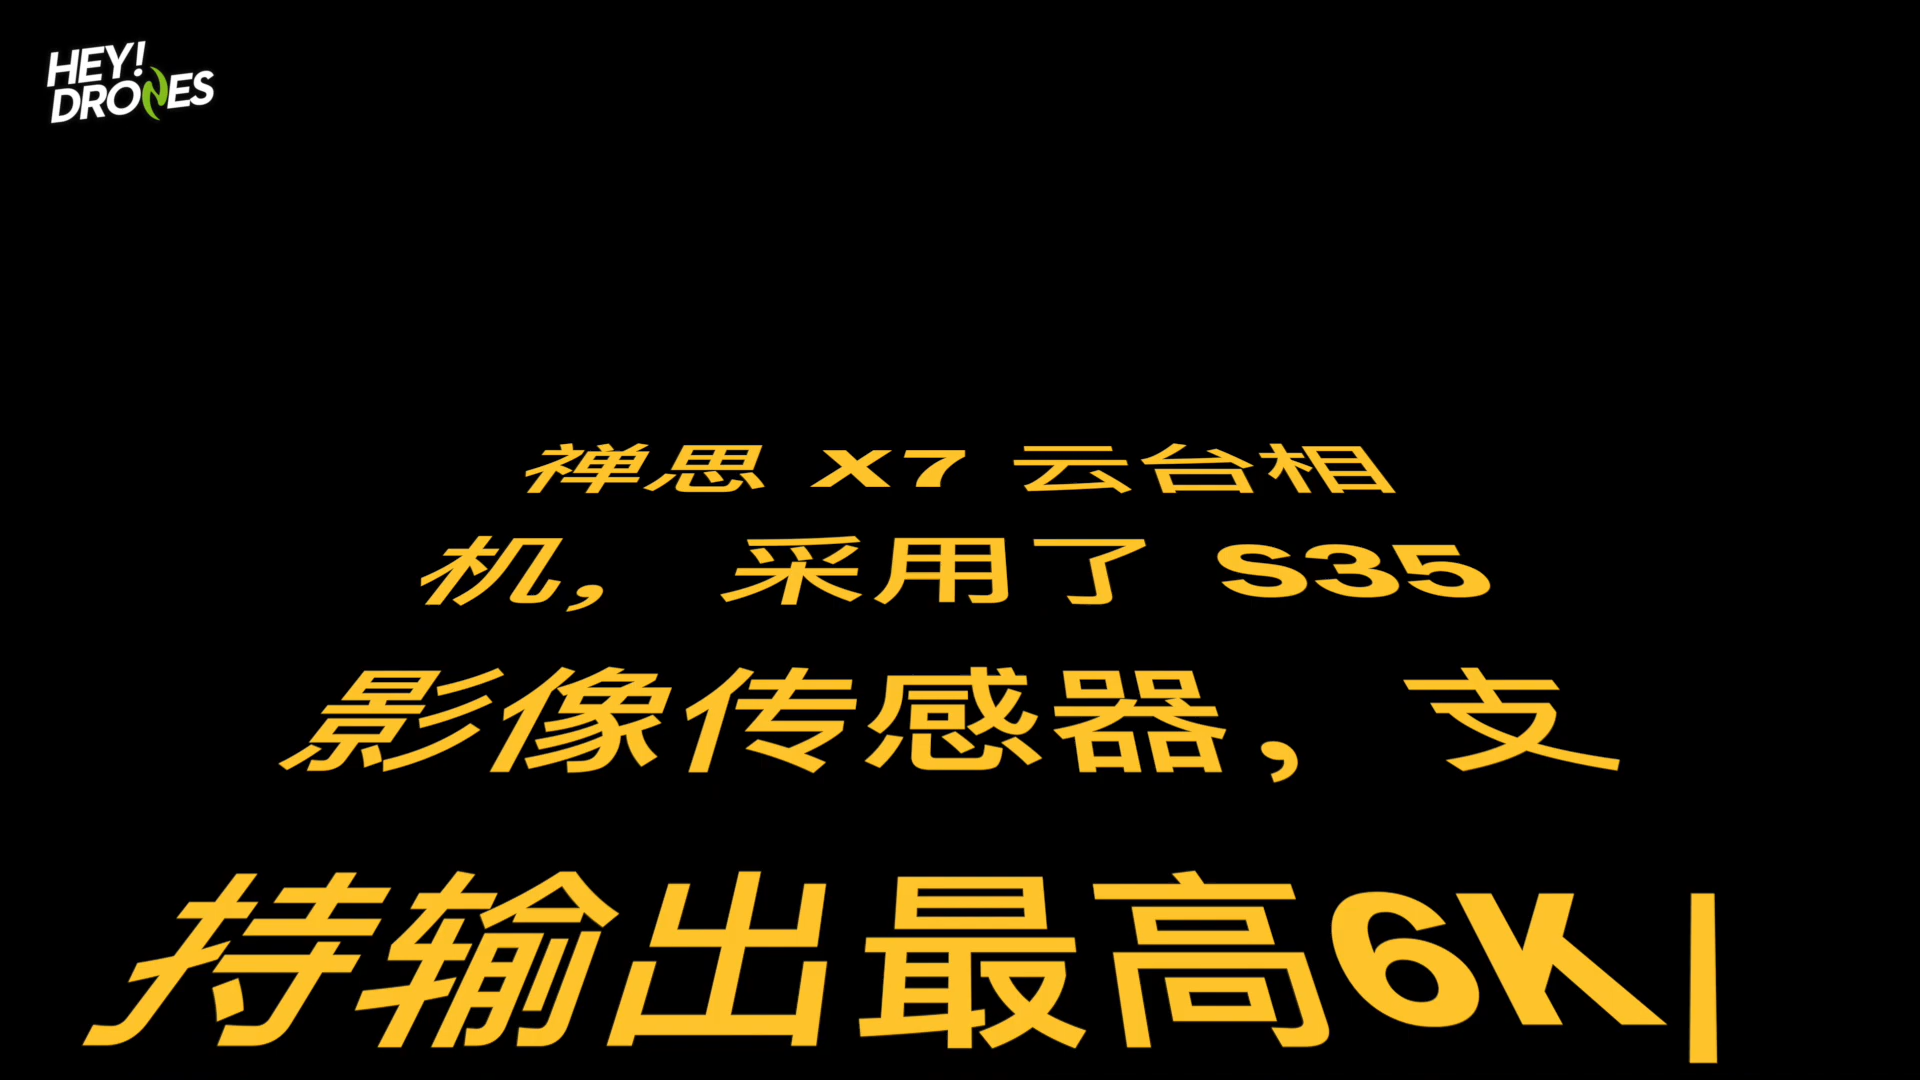 HEY!
DRONES
禅思 X7 云台相
机， 采用了 S35
影像传感器， 支
持输出最高6K|